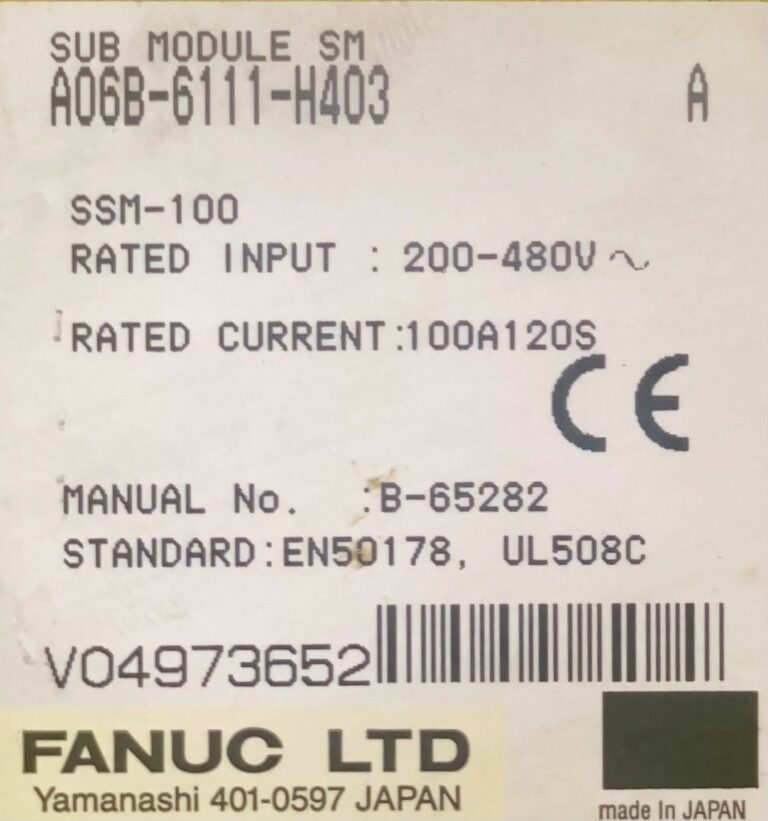 SUB MODULE SM
A06B-6111-H403 A
SSM-100
RATED INPUT : 200-480V ~
RATED CURRENT:100A120S
CE
MANUAL No. :B-65282
STANDARD:EN50178, UL508C
V04973652
FANUC LTD
Yamanashi 401-0597 JAPAN
made In JAPAN